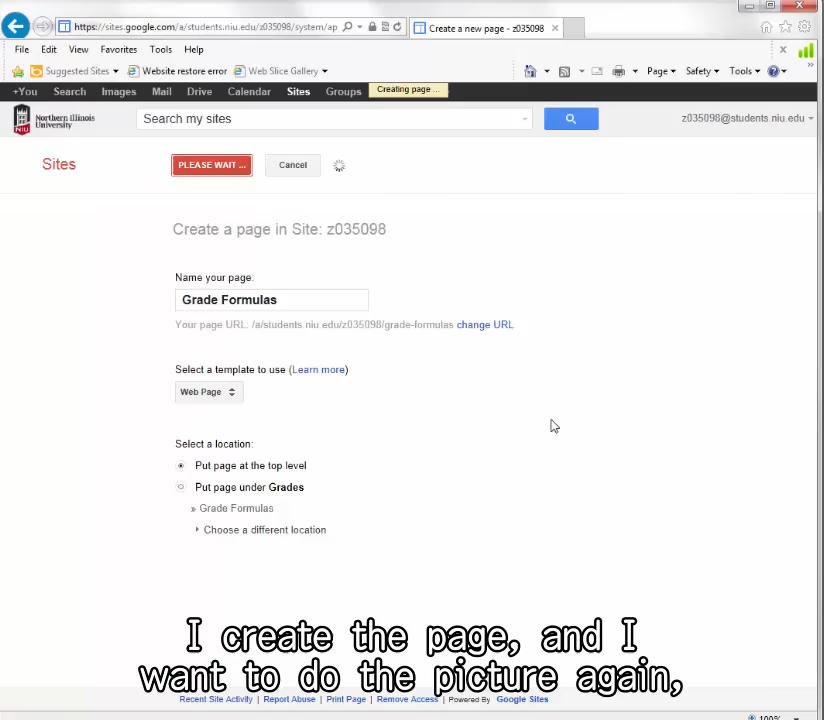 https://sites.google.com/a/students.niu.edu/z035098/system/ap
Create a new page - z035098
File Edit View Favorites Tools Help
Suggested Sites Website restore error Web Slice Gallery Page Safety Tools
+You Search Images Mail Drive Calendar Sites Groups Creating page ...
NIU Northern Illinois University Search my sites z035098@students.niu.edu
Sites PLEASE WAIT ... Cancel
Create a page in Site: z035098
Name your page:
Grade Formulas
Your page URL: /a/students.niu.edu/z035098/grade-formulas change URL
Select a template to use (Learn more)
Web Page
Select a location:
Put page at the top level
Put page under Grades
» Grade Formulas
Choose a different location
I create the page, and I
want to do the picture again,
Recent Site Activity | Report Abuse | Print Page | Remove Access | Powered By Google Sites
100%